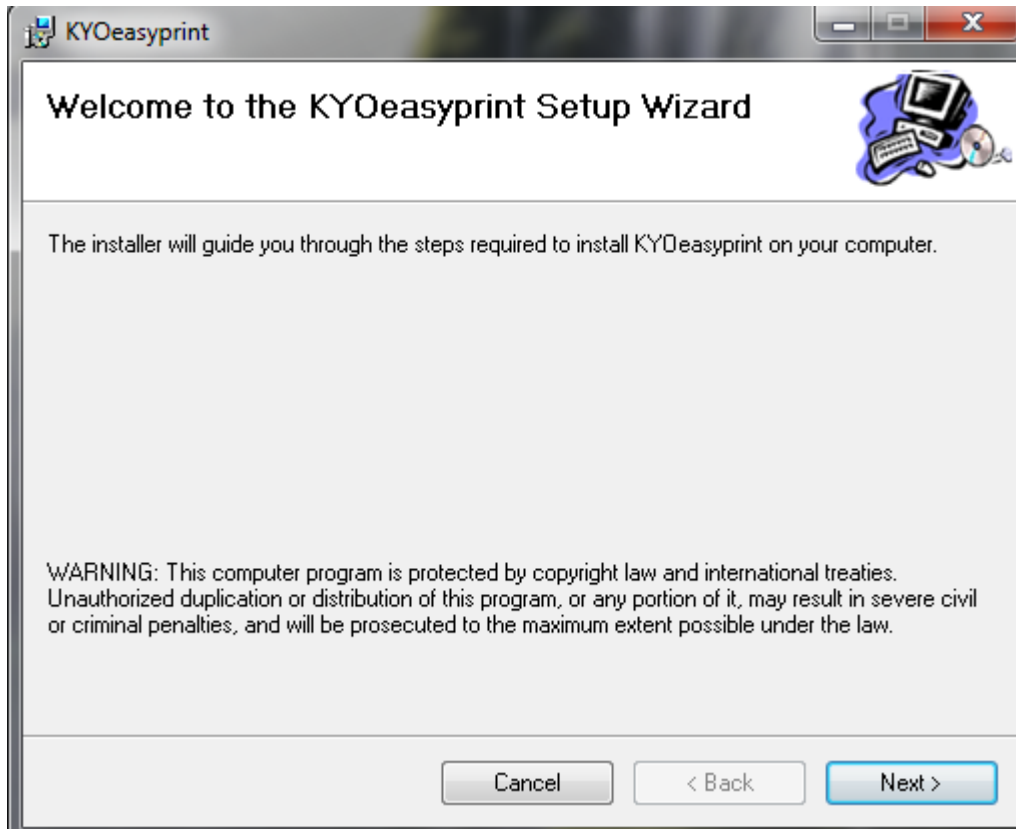 KYOeasyprint
Welcome to the KYOeasyprint Setup Wizard
The installer will guide you through the steps required to install KYOeasyprint on your computer.
WARNING: This computer program is protected by copyright law and international treaties.
Unauthorized duplication or distribution of this program, or any portion of it, may result in severe civil
or criminal penalties, and will be prosecuted to the maximum extent possible under the law.
Cancel < Back Next >